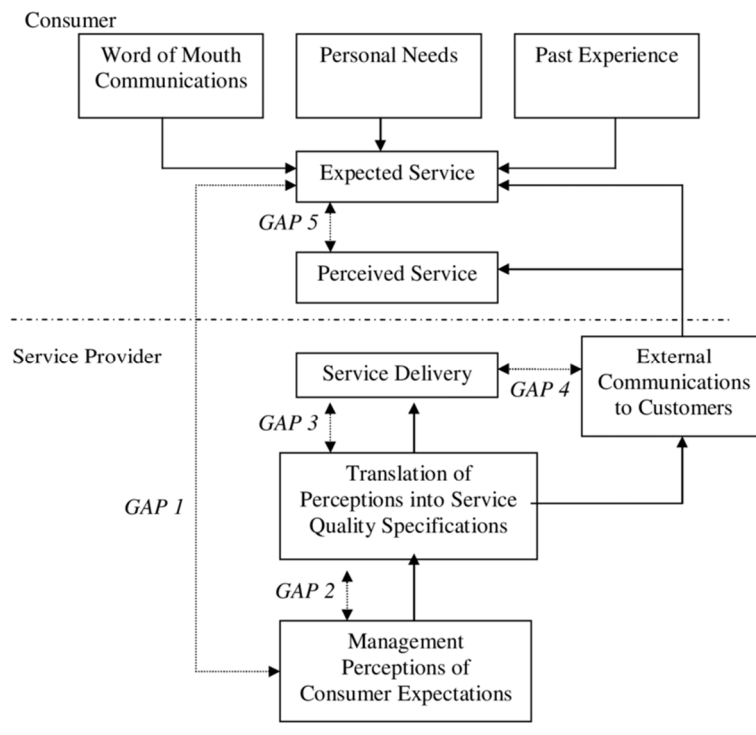 Consumer
Word of Mouth
Communications
Personal Needs
Past Experience
Expected Service
GAP 5
Perceived Service
Service Provider
Service Delivery
External
Communications
to Customers
GAP 4
GAP 3
Translation of
Perceptions into Service
Quality Specifications
GAP 1
GAP 2
Management
Perceptions of
Consumer Expectations